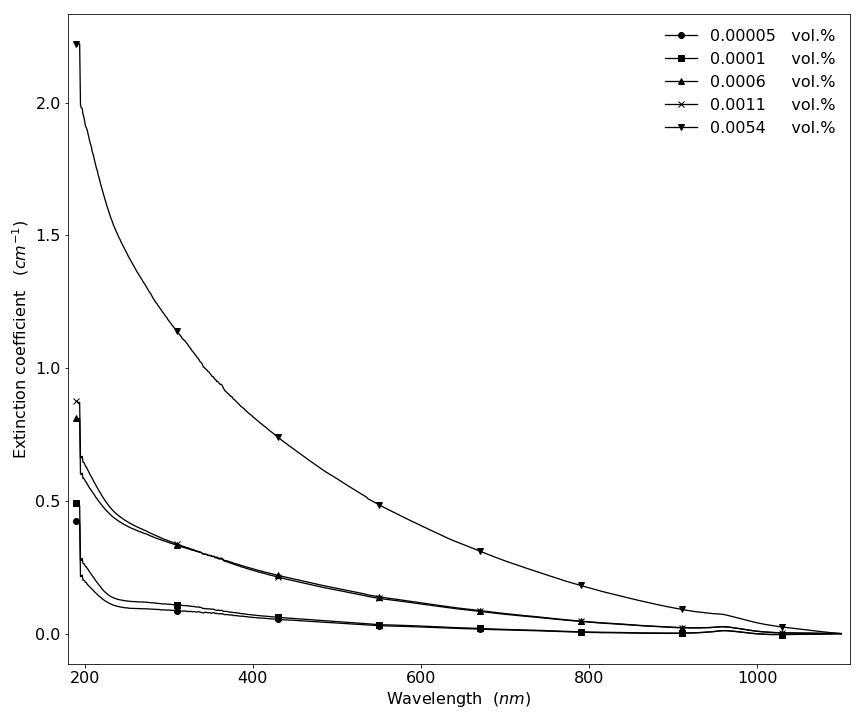 0.00005 vol.%
0.0001 vol.%
0.0006 vol.%
0.0011 vol.%
0.0054 vol.%
Extinction coefficient (cm⁻¹)
2.0
1.5
1.0
0.5
0.0
200 400 600 800 1000
Wavelength (nm)